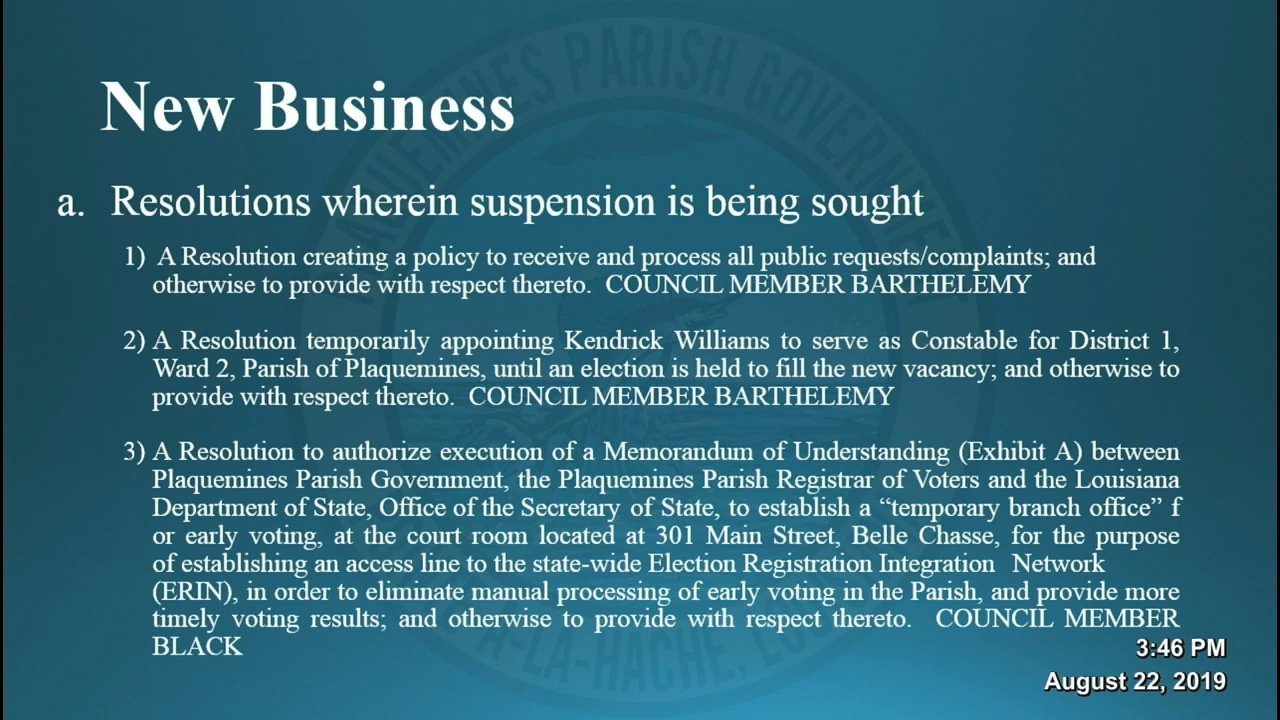 New Business
a. Resolutions wherein suspension is being sought
1) A Resolution creating a policy to receive and process all public requests/complaints; and
otherwise to provide with respect thereto. COUNCIL MEMBER BARTHELEMY
2) A Resolution temporarily appointing Kendrick Williams to serve as Constable for District 1,
Ward 2, Parish of Plaquemines, until an election is held to fill the new vacancy; and otherwise to
provide with respect thereto. COUNCIL MEMBER BARTHELEMY
3) A Resolution to authorize execution of a Memorandum of Understanding (Exhibit A) between
Plaquemines Parish Government, the Plaquemines Parish Registrar of Voters and the Louisiana
Department of State, Office of the Secretary of State, to establish a “temporary branch office” f
or early voting, at the court room located at 301 Main Street, Belle Chasse, for the purpose
of establishing an access line to the state-wide Election Registration Integration Network
(ERIN), in order to eliminate manual processing of early voting in the Parish, and provide more
timely voting results; and otherwise to provide with respect thereto. COUNCIL MEMBER
BLACK
3:46 PM
August 22, 2019
PLAQUEMINES PARISH GOVERNMENT
A-LA-HACHE, LOUISIANA